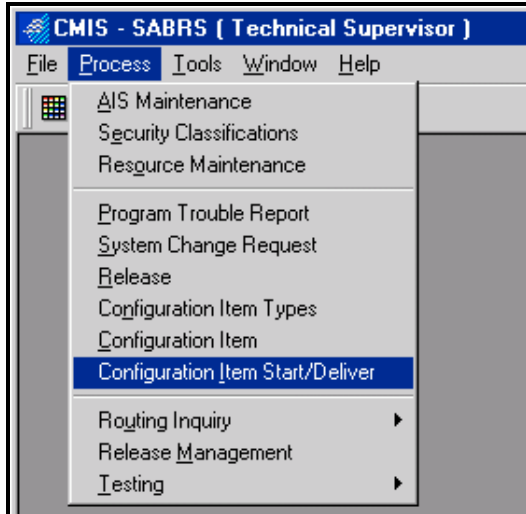 CMIS - SABRS ( Technical Supervisor )
File Process Tools Window Help
AIS Maintenance
Security Classifications
Resource Maintenance
Program Trouble Report
System Change Request
Release
Configuration Item Types
Configuration Item
Configuration Item Start/Deliver
Routing Inquiry
Release Management
Testing